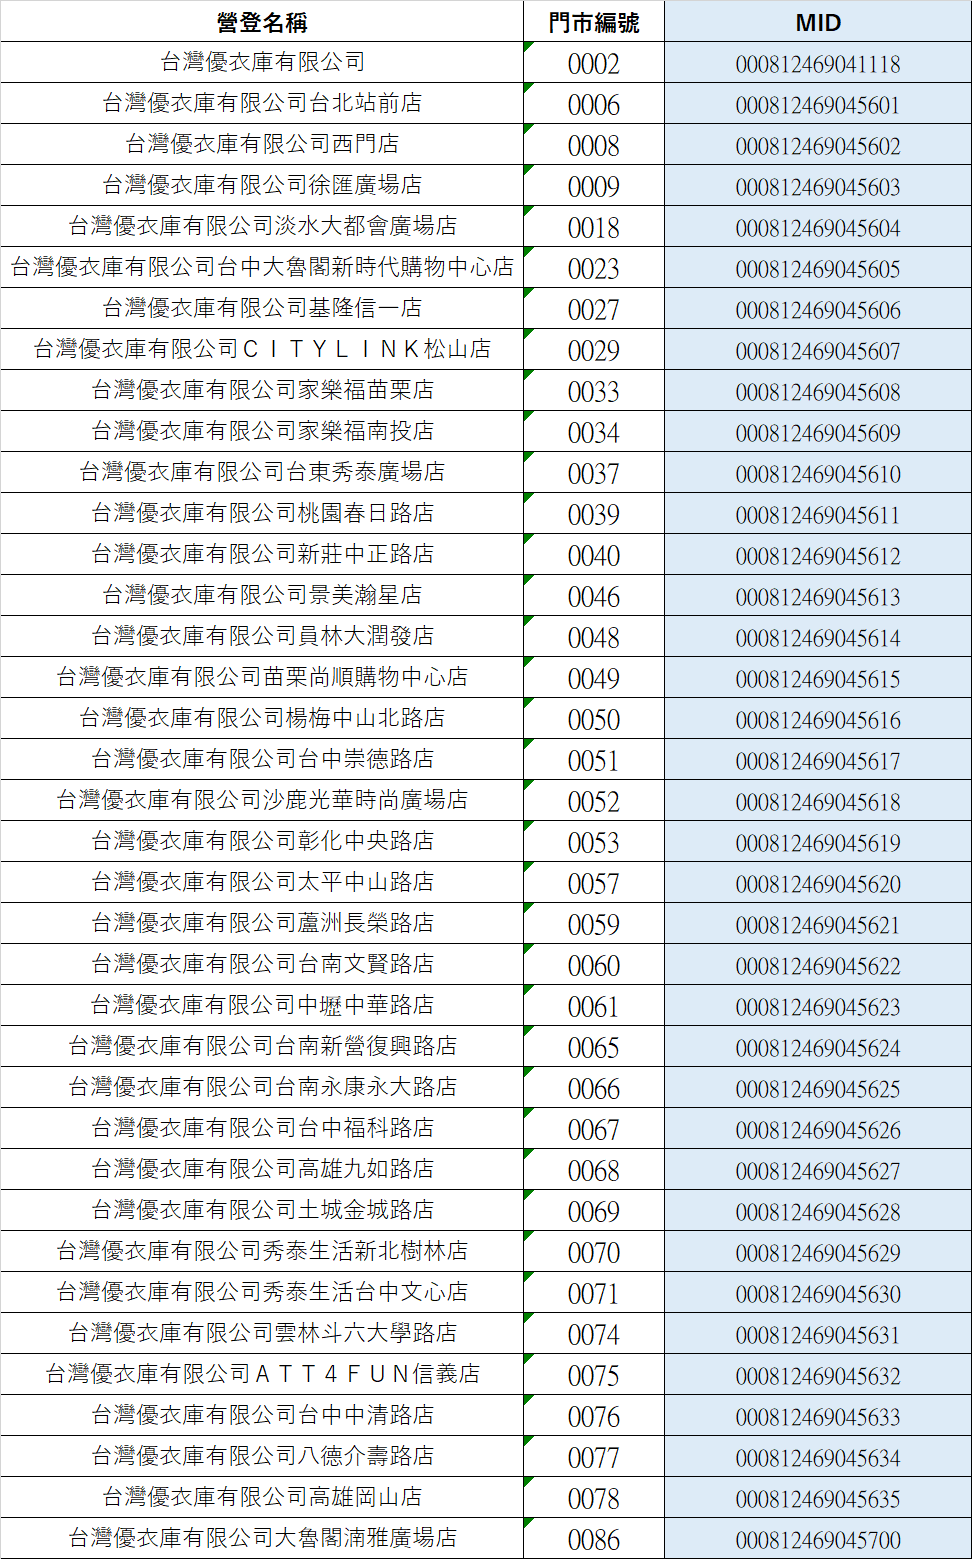 營登名稱 門市編號 MID
台灣優衣庫有限公司 0002 000812469041118
台灣優衣庫有限公司台北站前店 0006 000812469045601
台灣優衣庫有限公司西門店 0008 000812469045602
台灣優衣庫有限公司徐匯廣場店 0009 000812469045603
台灣優衣庫有限公司淡水大都會廣場店 0018 000812469045604
台灣優衣庫有限公司台中大魯閣新時代購物中心店 0023 000812469045605
台灣優衣庫有限公司基隆信一店 0027 000812469045606
台灣優衣庫有限公司ＣＩＴＹＬＩＮＫ松山店 0029 000812469045607
台灣優衣庫有限公司家樂福苗栗店 0033 000812469045608
台灣優衣庫有限公司家樂福南投店 0034 000812469045609
台灣優衣庫有限公司台東秀泰廣場店 0037 000812469045610
台灣優衣庫有限公司桃園春日路店 0039 000812469045611
台灣優衣庫有限公司新莊中正路店 0040 000812469045612
台灣優衣庫有限公司景美瀚星店 0046 000812469045613
台灣優衣庫有限公司員林大潤發店 0048 000812469045614
台灣優衣庫有限公司苗栗尚順購物中心店 0049 000812469045615
台灣優衣庫有限公司楊梅中山北路店 0050 000812469045616
台灣優衣庫有限公司台中崇德路店 0051 000812469045617
台灣優衣庫有限公司沙鹿光華時尚廣場店 0052 000812469045618
台灣優衣庫有限公司彰化中央路店 0053 000812469045619
台灣優衣庫有限公司太平中山路店 0057 000812469045620
台灣優衣庫有限公司蘆洲長榮路店 0059 000812469045621
台灣優衣庫有限公司台南文賢路店 0060 000812469045622
台灣優衣庫有限公司中壢中華路店 0061 000812469045623
台灣優衣庫有限公司台南新營復興路店 0065 000812469045624
台灣優衣庫有限公司台南永康永大路店 0066 000812469045625
台灣優衣庫有限公司台中福科路店 0067 000812469045626
台灣優衣庫有限公司高雄九如路店 0068 000812469045627
台灣優衣庫有限公司土城金城路店 0069 000812469045628
台灣優衣庫有限公司秀泰生活新北樹林店 0070 000812469045629
台灣優衣庫有限公司秀泰生活台中文心店 0071 000812469045630
台灣優衣庫有限公司雲林斗六大學路店 0074 000812469045631
台灣優衣庫有限公司ＡＴＴ４ＦＵＮ信義店 0075 000812469045632
台灣優衣庫有限公司台中中清路店 0076 000812469045633
台灣優衣庫有限公司八德介壽路店 0077 000812469045634
台灣優衣庫有限公司高雄岡山店 0078 000812469045635
台灣優衣庫有限公司大魯閣湳雅廣場店 0086 000812469045700